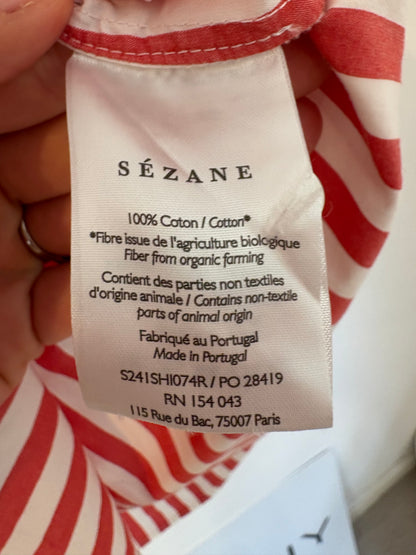 SÉZANE
100% Coton / Cotton*
*Fibre issue de l'agriculture biologique
Fiber from organic farming
Contient des parties non textiles
d'origine animale / Contains non-textile
parts of animal origin
Fabriqué au Portugal
Made in Portugal
S241SHI074R / PO 28419
RN 154 043
115 Rue du Bac, 75007 Paris